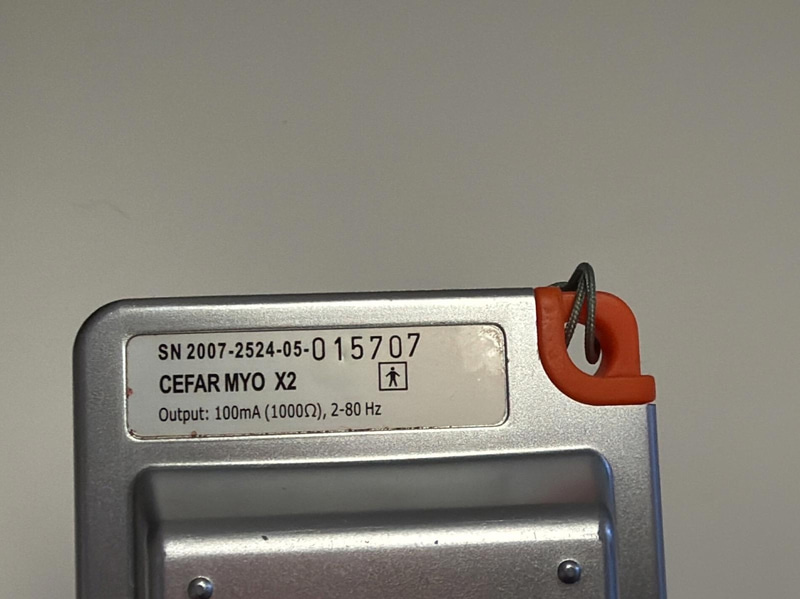 SN 2007-2524-05-015707
CEFAR MYO X2
Output: 100mA (1000Ω), 2-80 Hz